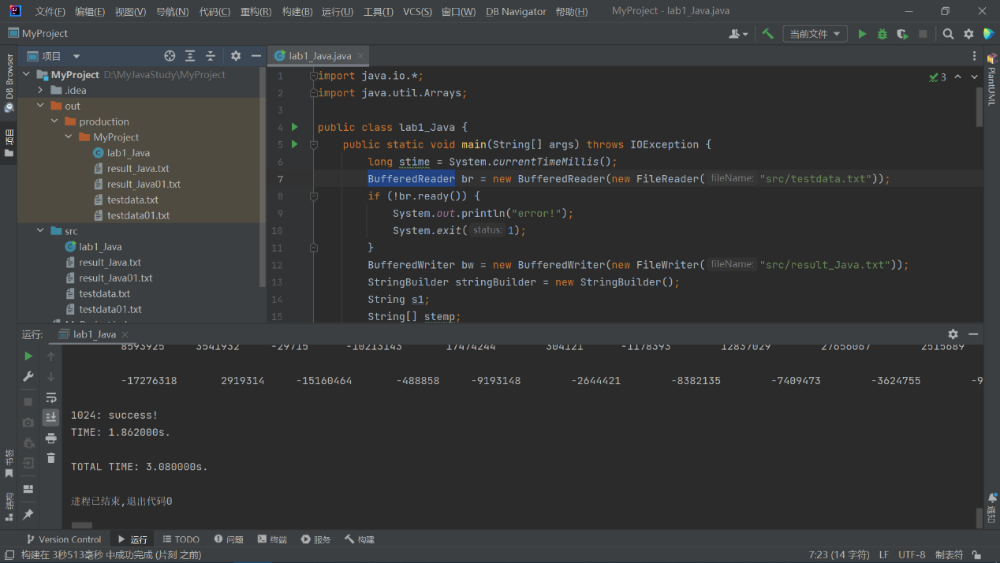 文件(F) 编辑(E) 视图(V) 导航(N) 代码(C) 重构(R) 构建(B) 运行(U) 工具(T) VCS(S) 窗口(W) DB Navigator 帮助(H) MyProject - lab1_Java.java
MyProject 当前文件
项目 lab1_Java.java
DB Browser
项目
书签
结构
MyProject D:\MyJavaStudy\MyProject
.idea
out
production
MyProject
lab1_Java
result_Java.txt
result_Java01.txt
testdata.txt
testdata01.txt
src
lab1_Java
result_Java.txt
result_Java01.txt
testdata.txt
testdata01.txt
1 import java.io.*;
2 import java.util.Arrays;
3
4 public class lab1_Java {
5 public static void main(String[] args) throws IOException {
6 long stime = System.currentTimeMillis();
7 BufferedReader br = new BufferedReader(new FileReader( fileName: "src/testdata.txt"));
8 if (!br.ready()) {
9 System.out.println("error!");
10 System.exit( status: 1);
11 }
12 BufferedWriter bw = new BufferedWriter(new FileWriter( fileName: "src/result_Java.txt"));
13 StringBuilder stringBuilder = new StringBuilder();
14 String s1;
15 String[] stemp;
3
PlantUML
通知
运行: lab1_Java
8593925 3541932 -29715 -10213143 17474244 304121 -1178393 12837029 27656067 2515689
-17276318 2919314 -15160464 -488858 -9193148 -2644421 -8382135 -7409473 -3624755 -9
1024: success!
TIME: 1.862000s.
TOTAL TIME: 3.080000s.
进程已结束,退出代码0
Version Control 运行 TODO 问题 终端 服务 构建
构建在 3秒513毫秒 中成功完成 (片刻 之前) 7:23 (14 字符) LF UTF-8 制表符